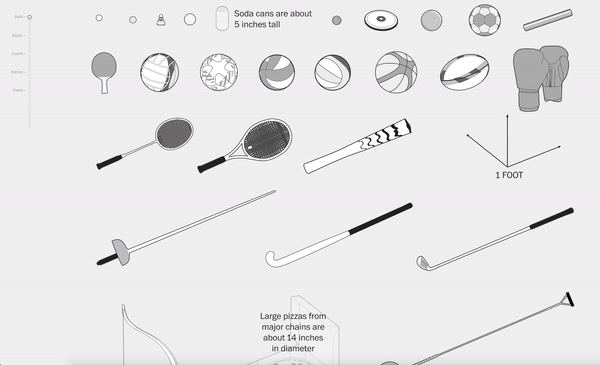 Soda cans are about
5 inches tall
1 FOOT
Large pizzas from
major chains are
about 14 inches
in diameter